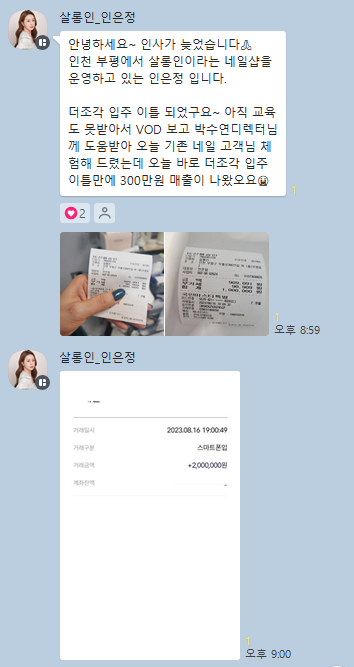 살롱인_인은정
안녕하세요~ 인사가 늦었습니다🙏
인천 부평에서 살롱인이라는 네일샵을
운영하고 있는 인은정 입니다.
더조각 입주 이틀 되었구요~ 아직 교육
도 못받아서 VOD 보고 박수연디렉터님
께 도움받아 오늘 기존 네일 고객님 체
험해 드렸는데 오늘 바로 더조각 입주
이틀만에 300만원 매출이 나왔오요😭
1
2
1
오후 8:59
살롱인_인은정
거래일시 2023.08.16 19:00:49
거래구분 스마트폰입
거래금액 +2,000,000원
계좌잔액
1
오후 9:00